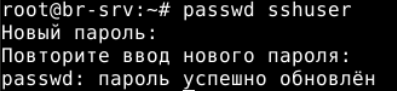 root@br-srv:~# passwd sshuser
Новый пароль:
Повторите ввод нового пароля:
passwd: пароль успешно обновлён